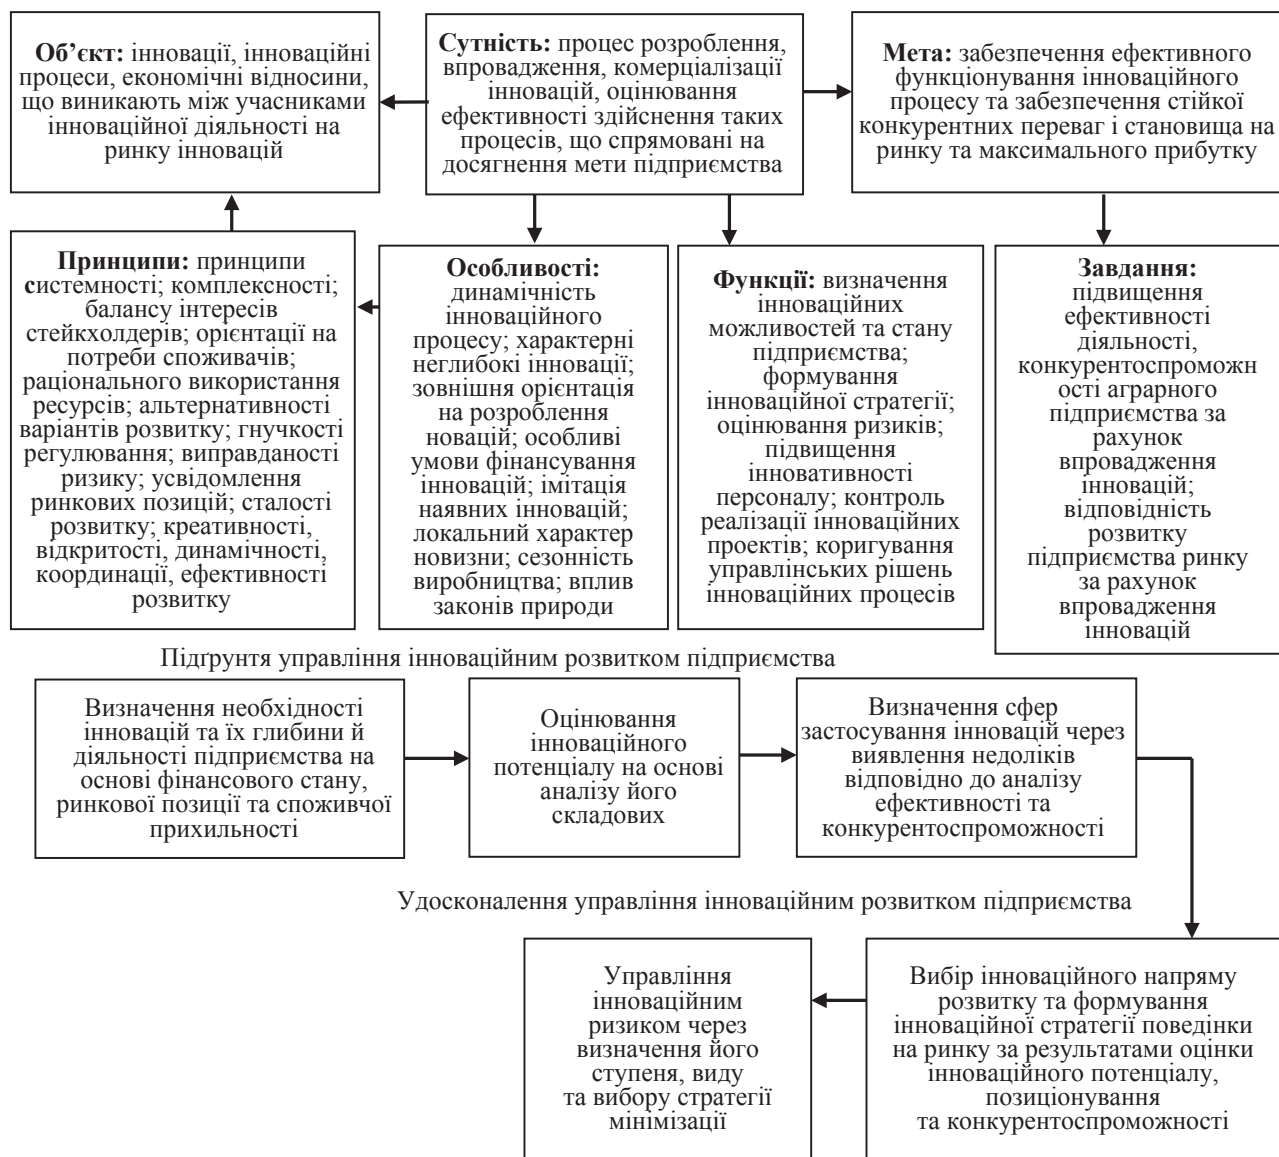 Об’єкт: інновації, інноваційні
процеси, економічні відносини,
що виникають між учасниками
інноваційної діяльності на
ринку інновацій
Сутність: процес розроблення,
впровадження, комерціалізації
інновацій, оцінювання
ефективності здійснення таких
процесів, що спрямовані на
досягнення мети підприємства
Мета: забезпечення ефективного
функціонування інноваційного
процесу та забезпечення стійкої
конкурентних переваг і становища на
ринку та максимального прибутку
Принципи: принципи
системності; комплексності;
балансу інтересів
стейкхолдерів; орієнтації на
потреби споживачів;
раціонального використання
ресурсів; альтернативності
варіантів розвитку; гнучкості
регулювання; виправданості
ризику; усвідомлення
ринкових позицій; сталості
розвитку; креативності,
відкритості, динамічності,
координації, ефективності
розвитку
Особливості:
динамічність
інноваційного
процесу; характерні
неглибокі інновації;
зовнішня орієнтація
на розроблення
новацій; особливі
умови фінансування
інновацій; імітація
наявних інновацій;
локальний характер
новизни; сезонність
виробництва; вплив
законів природи
Функції: визначення
інноваційних
можливостей та стану
підприємства;
формування
інноваційної стратегії;
оцінювання ризиків;
підвищення
інновативності
персоналу; контроль
реалізації інноваційних
проектів; коригування
управлінських рішень
інноваційних процесів
Завдання:
підвищення
ефективності
діяльності,
конкурентоспроможн
ості аграрного
підприємства за
рахунок
впровадження
інновацій;
відповідність
розвитку
підприємства ринку
за рахунок
впровадження
інновацій
Підґрунтя управління інноваційним розвитком підприємства
Визначення необхідності
інновацій та їх глибини й
діяльності підприємства на
основі фінансового стану,
ринкової позиції та споживчої
прихильності
Оцінювання
інноваційного
потенціалу на основі
аналізу його
складових
Визначення сфер
застосування інновацій через
виявлення недоліків
відповідно до аналізу
ефективності та
конкурентоспроможності
Удосконалення управління інноваційним розвитком підприємства
Управління
інноваційним
ризиком через
визначення його
ступеня, виду
та вибору стратегії
мінімізації
Вибір інноваційного напряму
розвитку та формування
інноваційної стратегії поведінки
на ринку за результатами оцінки
інноваційного потенціалу,
позиціонування
та конкурентоспроможності